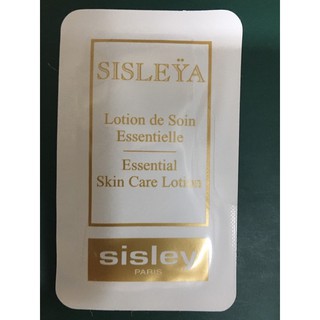 SISLEŸA
Lotion de Soin
Essentielle
Essential
Skin Care Lotion
sisley
PARIS